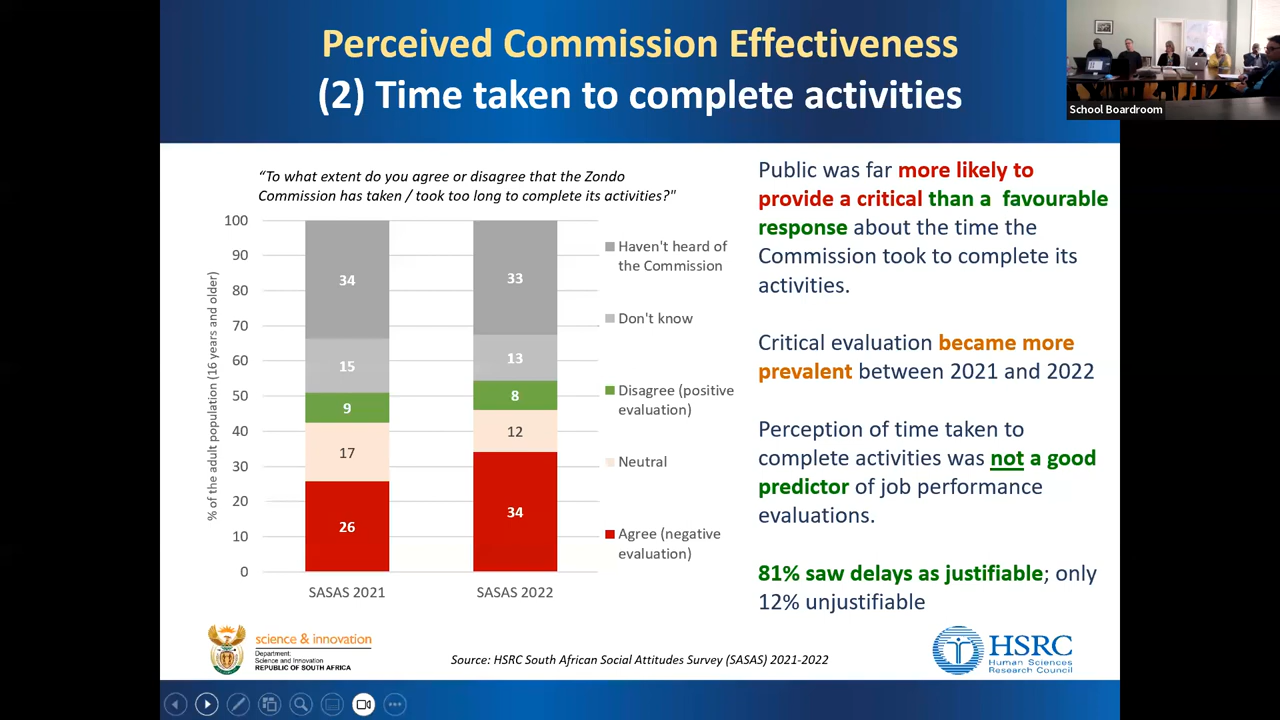 Perceived Commission Effectiveness
(2) Time taken to complete activities
School Boardroom
“To what extent do you agree or disagree that the Zondo
Commission has taken / took too long to complete its activities?"
% of the adult population (16 years and older)
100
90
80
70
60
50
40
30
20
10
0
34
15
9
17
26
33
13
8
12
34
SASAS 2021
SASAS 2022
Haven't heard of
the Commission
Don't know
Disagree (positive
evaluation)
Neutral
Agree (negative
evaluation)
Public was far more likely to
provide a critical than a favourable
response about the time the
Commission took to complete its
activities.
Critical evaluation became more
prevalent between 2021 and 2022
Perception of time taken to
complete activities was not a good
predictor of job performance
evaluations.
81% saw delays as justifiable; only
12% unjustifiable
science & innovation
Department:
Science and Innovation
REPUBLIC OF SOUTH AFRICA
Source: HSRC South African Social Attitudes Survey (SASAS) 2021-2022
HSRC
Human Sciences
Research Council